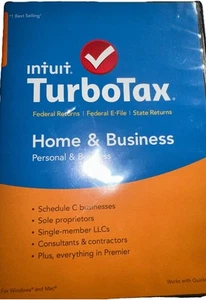 #1 Best Selling
intuit
TurboTax
Federal Returns | Federal E-File | State Returns
Home & Business
Personal &
• Schedule C businesses
• Sole proprietors
• Single-member LLCs
• Consultants & contractors
• Plus, everything in Premier
For Windows® and Mac®
Works with